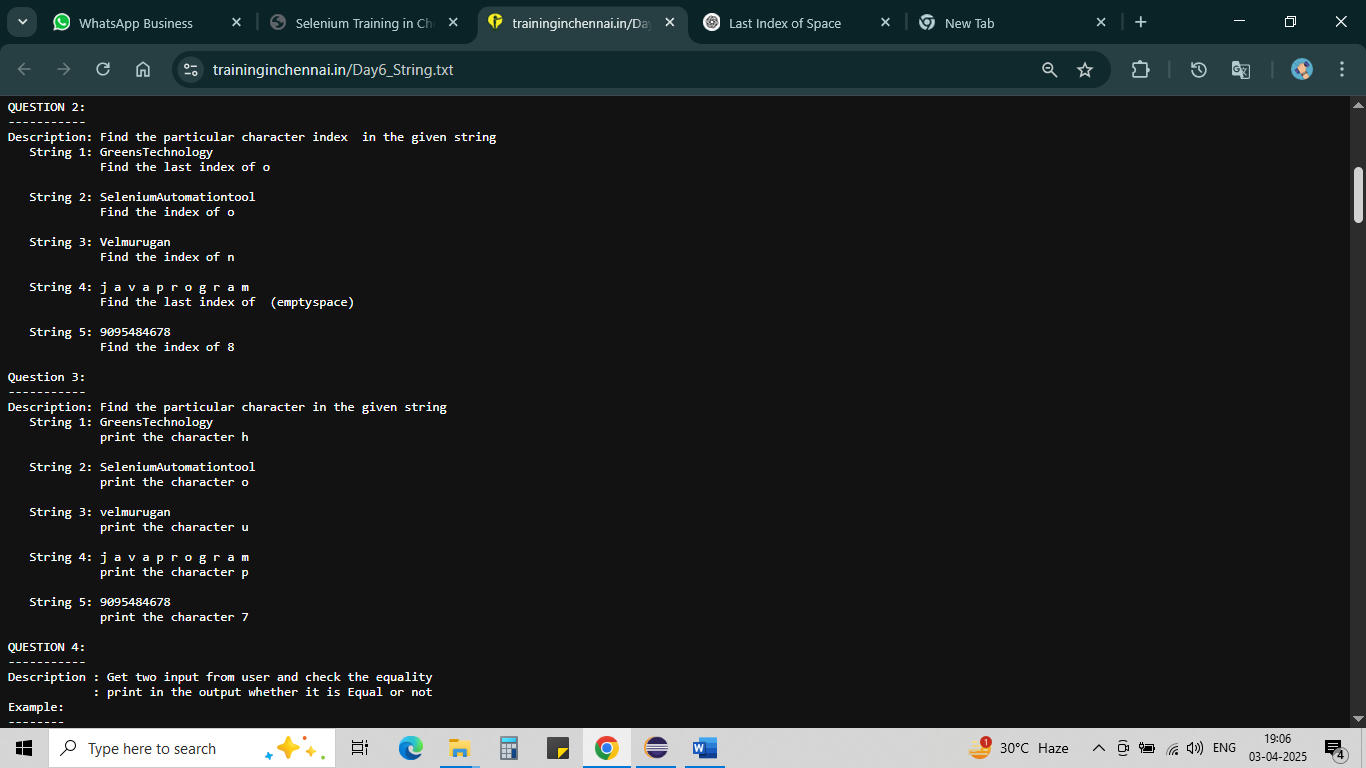 WhatsApp Business
Selenium Training in Ch
traininginchennai.in/Day
Last Index of Space
New Tab
traininginchennai.in/Day6_String.txt
QUESTION 2:
-----------
Description: Find the particular character index  in the given string
String 1: GreensTechnology
Find the last index of o
String 2: SeleniumAutomationtool
Find the index of o
String 3: Velmurugan
Find the index of n
String 4: j a v a p r o g r a m
Find the last index of  (emptyspace)
String 5: 9095484678
Find the index of 8
Question 3:
-----------
Description: Find the particular character in the given string
String 1: GreensTechnology
print the character h
String 2: SeleniumAutomationtool
print the character o
String 3: velmurugan
print the character u
String 4: j a v a p r o g r a m
print the character p
String 5: 9095484678
print the character 7
QUESTION 4:
-----------
Description : Get two input from user and check the equality
: print in the output whether it is Equal or not
Example:
--------
Type here to search
1
30°C Haze
ENG
19:06
03-04-2025
4